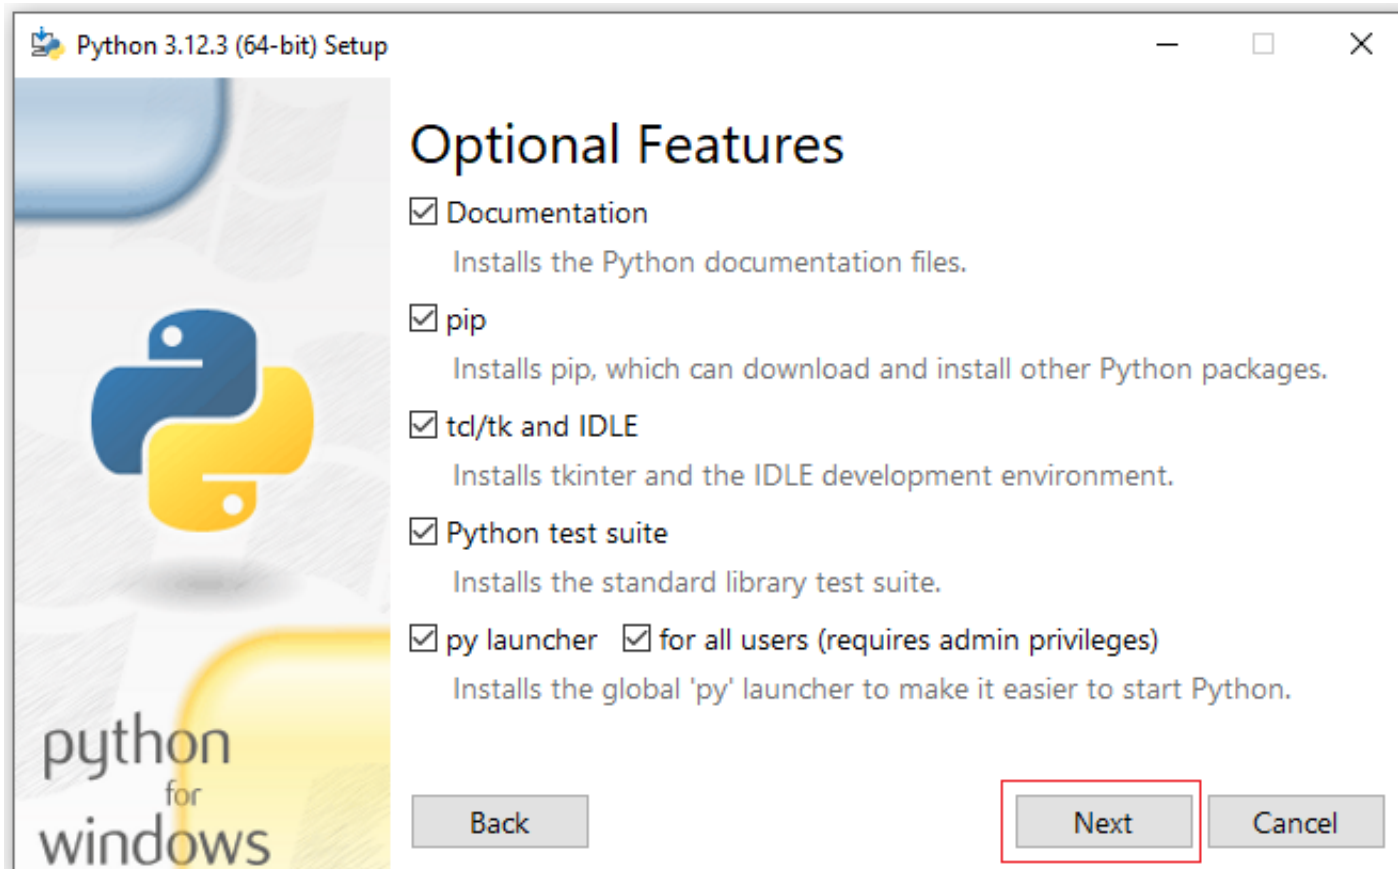 Python 3.12.3 (64-bit) Setup
Optional Features
Documentation
Installs the Python documentation files.
pip
Installs pip, which can download and install other Python packages.
tcl/tk and IDLE
Installs tkinter and the IDLE development environment.
Python test suite
Installs the standard library test suite.
py launcher for all users (requires admin privileges)
Installs the global 'py' launcher to make it easier to start Python.
python
for
windows
Back Next Cancel